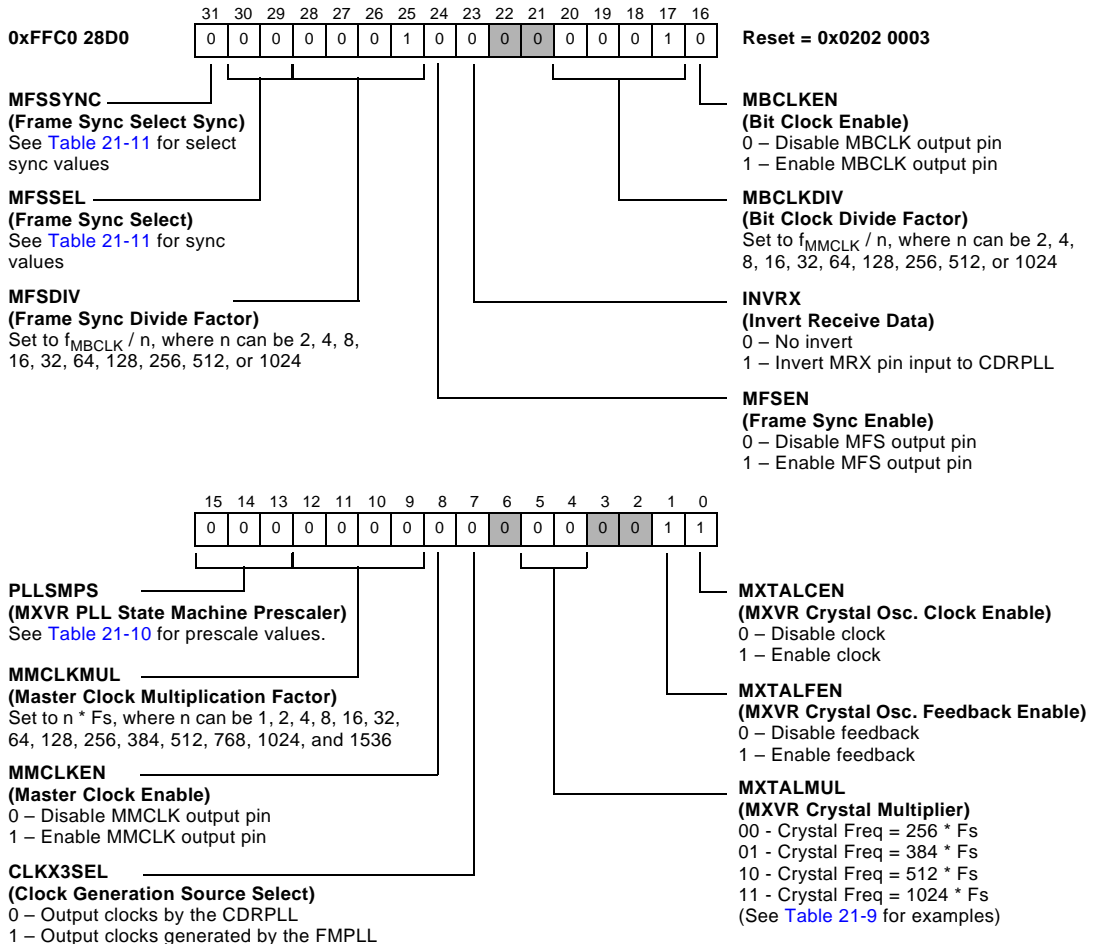 31 30 29 28 27 26 25 24 23 22 21 20 19 18 17 16
0xFFC0 28D0
0 0 0 0 0 0 1 0 0 0 0 0 0 0 1 0
Reset = 0x0202 0003
MFSSYNC
(Frame Sync Select Sync)
See Table 21-11 for select
sync values
MFSSEL
(Frame Sync Select)
See Table 21-11 for sync
values
MFSDIV
(Frame Sync Divide Factor)
Set to fMBCLK / n, where n can be 2, 4, 8,
16, 32, 64, 128, 256, 512, or 1024
MBCLKEN
(Bit Clock Enable)
0 – Disable MBCLK output pin
1 – Enable MBCLK output pin
MBCLKDIV
(Bit Clock Divide Factor)
Set to fMMCLK / n, where n can be 2, 4,
8, 16, 32, 64, 128, 256, 512, or 1024
INVRX
(Invert Receive Data)
0 – No invert
1 – Invert MRX pin input to CDRPLL
MFSEN
(Frame Sync Enable)
0 – Disable MFS output pin
1 – Enable MFS output pin
15 14 13 12 11 10 9 8 7 6 5 4 3 2 1 0
0 0 0 0 0 0 0 0 0 0 0 0 0 0 1 1
PLLSMPS
(MXVR PLL State Machine Prescaler)
See Table 21-10 for prescale values.
MMCLKMUL
(Master Clock Multiplication Factor)
Set to n * Fs, where n can be 1, 2, 4, 8, 16, 32,
64, 128, 256, 384, 512, 768, 1024, and 1536
MMCLKEN
(Master Clock Enable)
0 – Disable MMCLK output pin
1 – Enable MMCLK output pin
CLKX3SEL
(Clock Generation Source Select)
0 – Output clocks by the CDRPLL
1 – Output clocks generated by the FMPLL
MXTALCEN
(MXVR Crystal Osc. Clock Enable)
0 – Disable clock
1 – Enable clock
MXTALFEN
(MXVR Crystal Osc. Feedback Enable)
0 – Disable feedback
1 – Enable feedback
MXTALMUL
(MXVR Crystal Multiplier)
00 - Crystal Freq = 256 * Fs
01 - Crystal Freq = 384 * Fs
10 - Crystal Freq = 512 * Fs
11 - Crystal Freq = 1024 * Fs
(See Table 21-9 for examples)